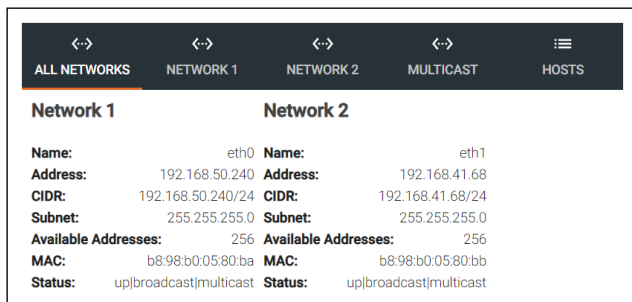 ALL NETWORKS NETWORK 1 NETWORK 2 MULTICAST HOSTS
Network 1 Network 2
Name: eth0 Name: eth1
Address: 192.168.50.240 Address: 192.168.41.68
CIDR: 192.168.50.240/24 CIDR: 192.168.41.68/24
Subnet: 255.255.255.0 Subnet: 255.255.255.0
Available Addresses: 256 Available Addresses: 256
MAC: b8:98:b0:05:80:ba MAC: b8:98:b0:05:80:bb
Status: up|broadcast|multicast Status: up|broadcast|multicast